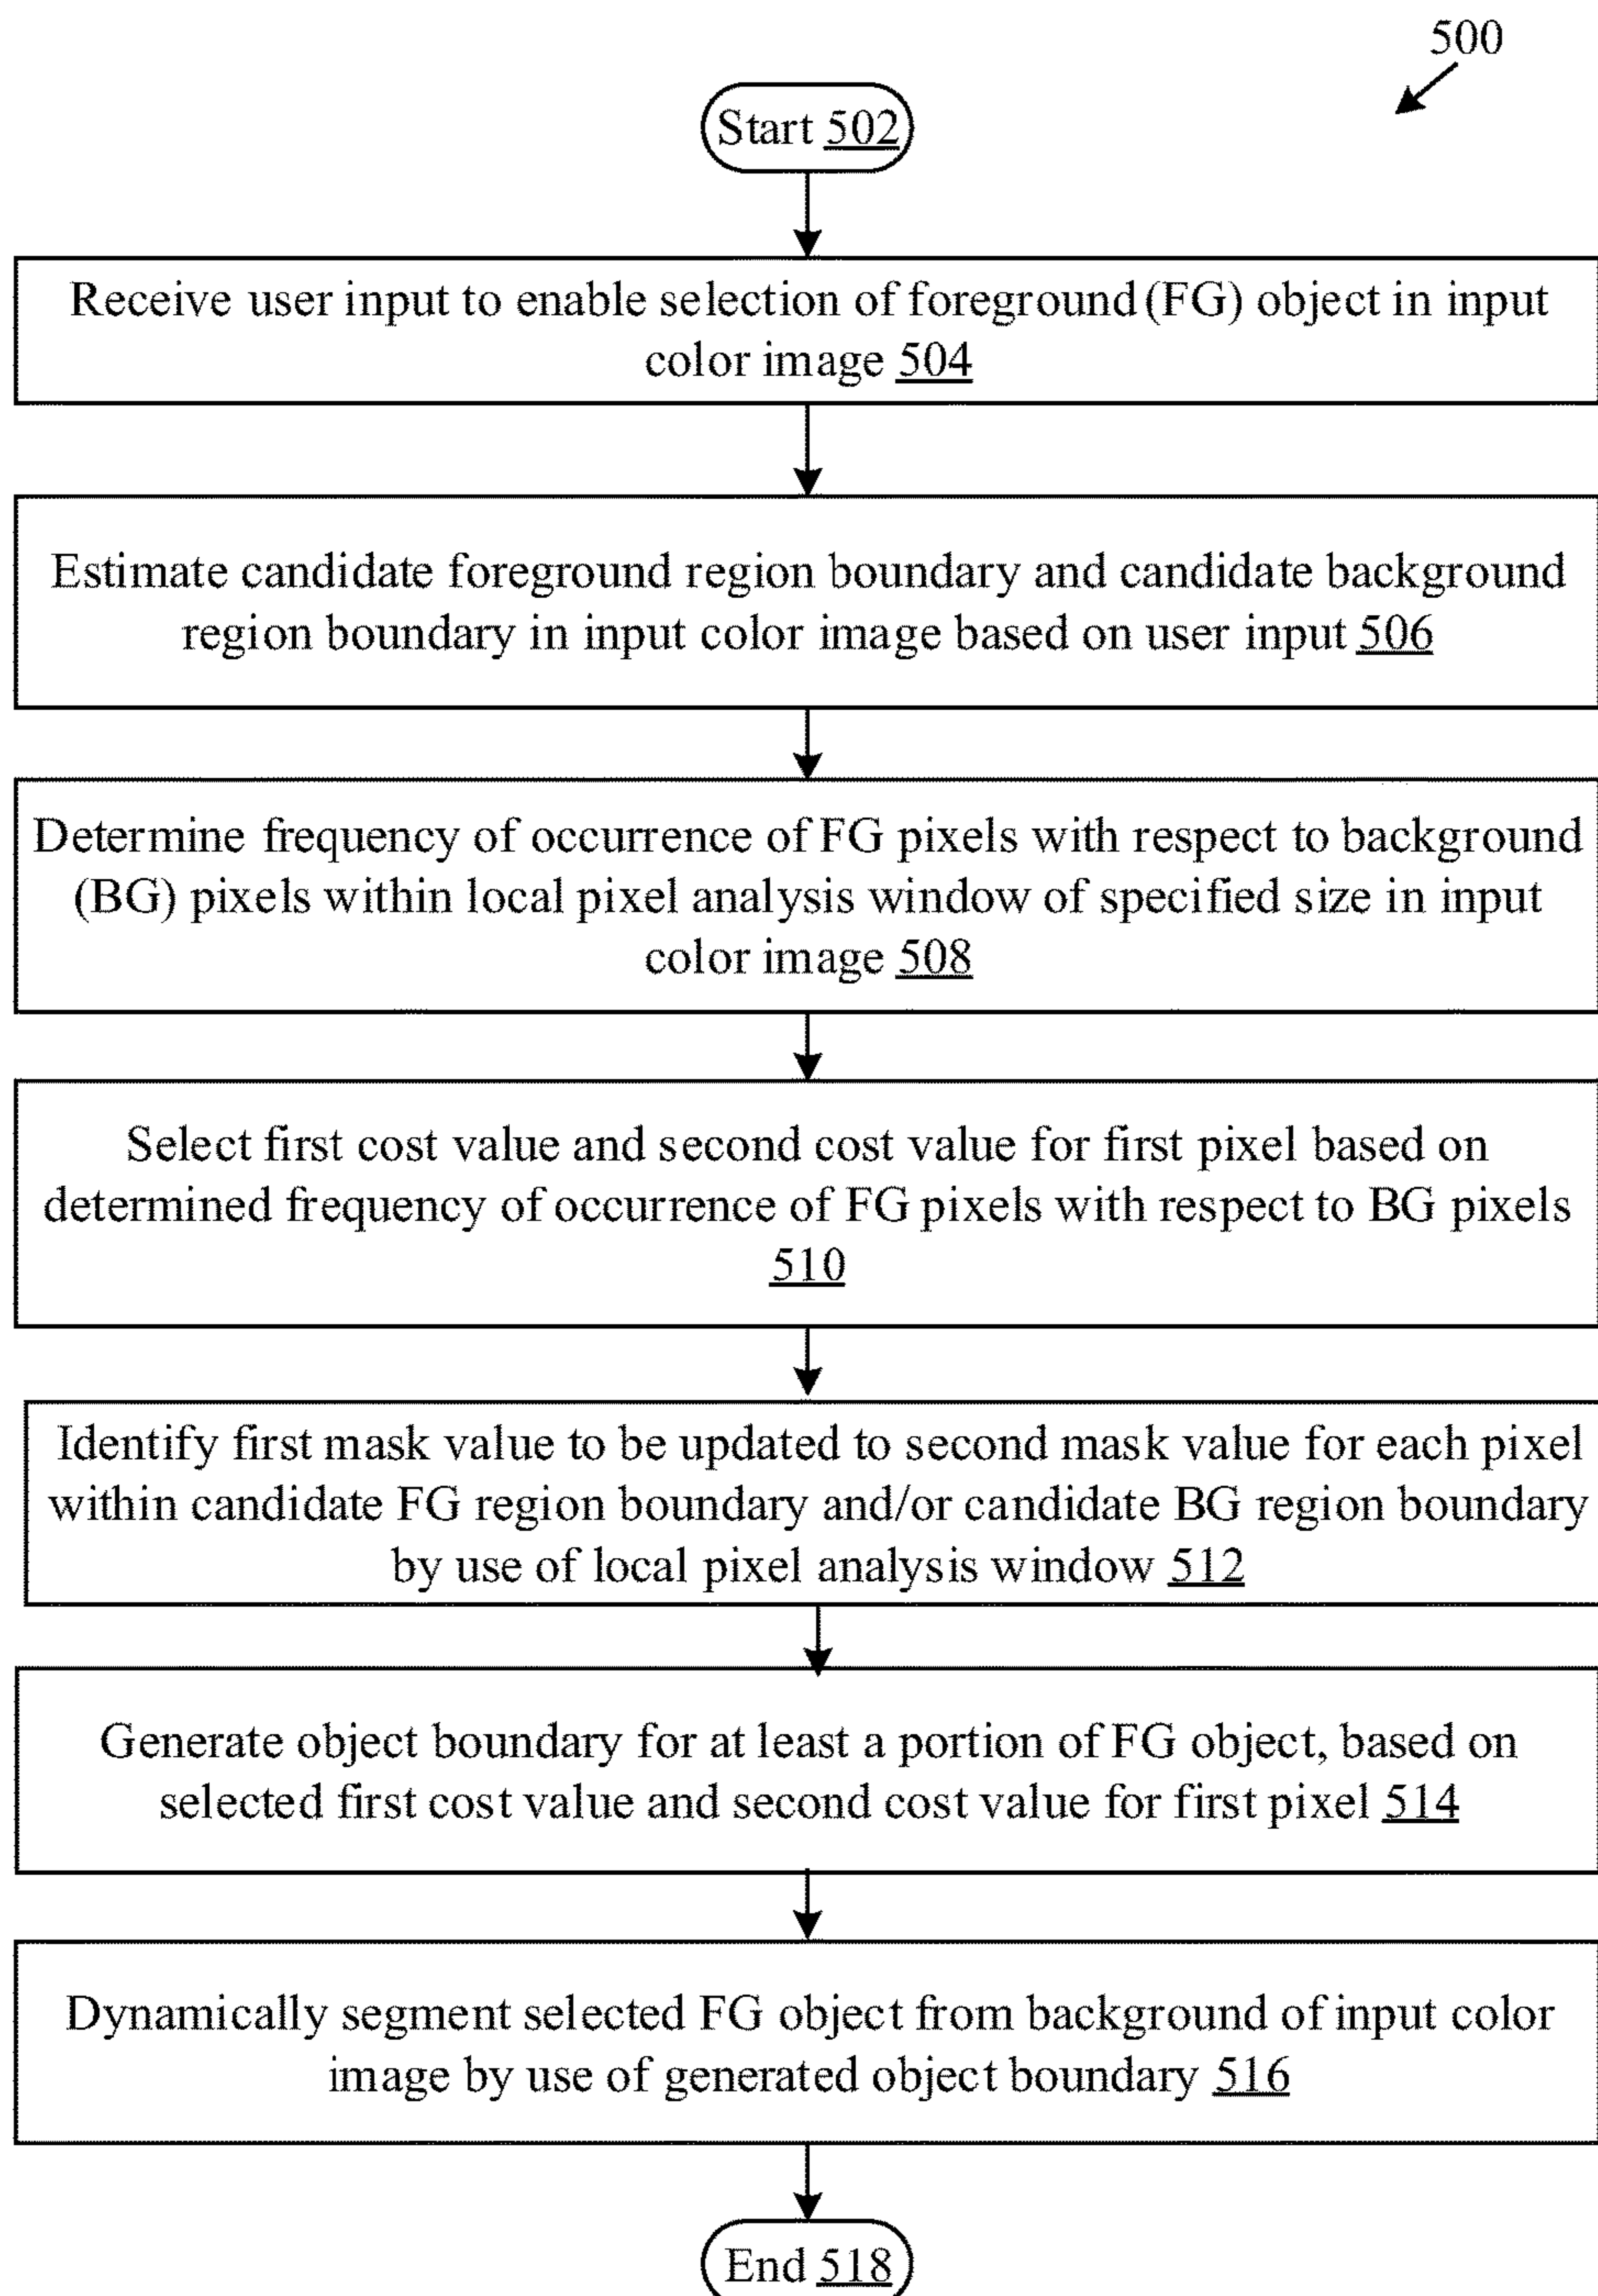 500
Start 502
Receive user input to enable selection of foreground (FG) object in input
color image 504
Estimate candidate foreground region boundary and candidate background
region boundary in input color image based on user input 506
Determine frequency of occurrence of FG pixels with respect to background
(BG) pixels within local pixel analysis window of specified size in input
color image 508
Select first cost value and second cost value for first pixel based on
determined frequency of occurrence of FG pixels with respect to BG pixels
510
Identify first mask value to be updated to second mask value for each pixel
within candidate FG region boundary and/or candidate BG region boundary
by use of local pixel analysis window 512
Generate object boundary for at least a portion of FG object, based on
selected first cost value and second cost value for first pixel 514
Dynamically segment selected FG object from background of input color
image by use of generated object boundary 516
End 518